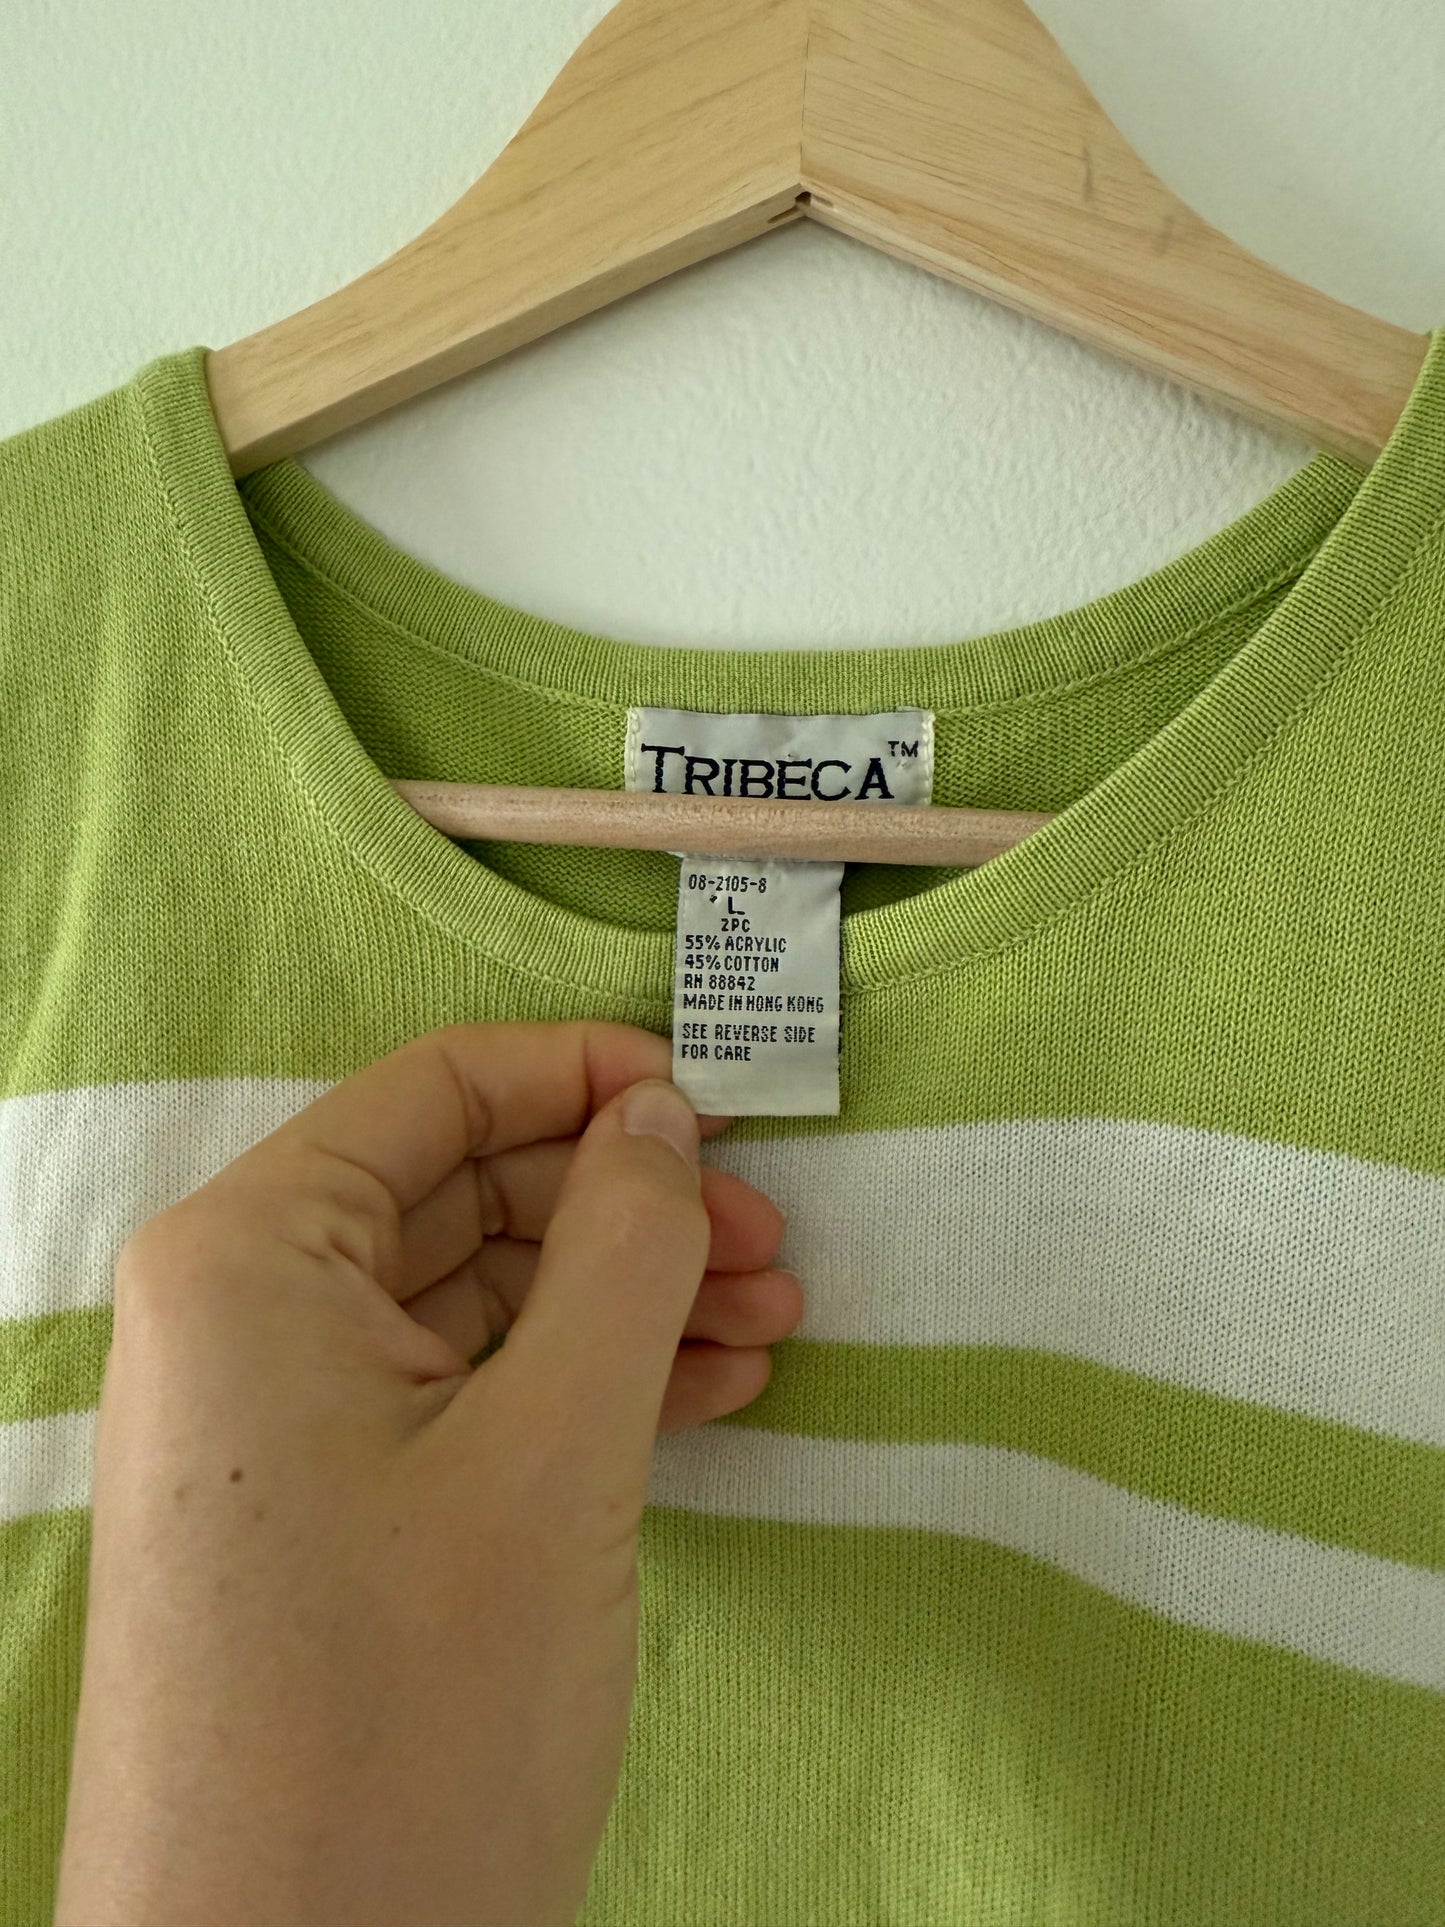 TRIBECA™
08-2105-8
L
2PC
55% ACRYLIC
45% COTTON
RN 88842
MADE IN HONG KONG
SEE REVERSE SIDE
FOR CARE